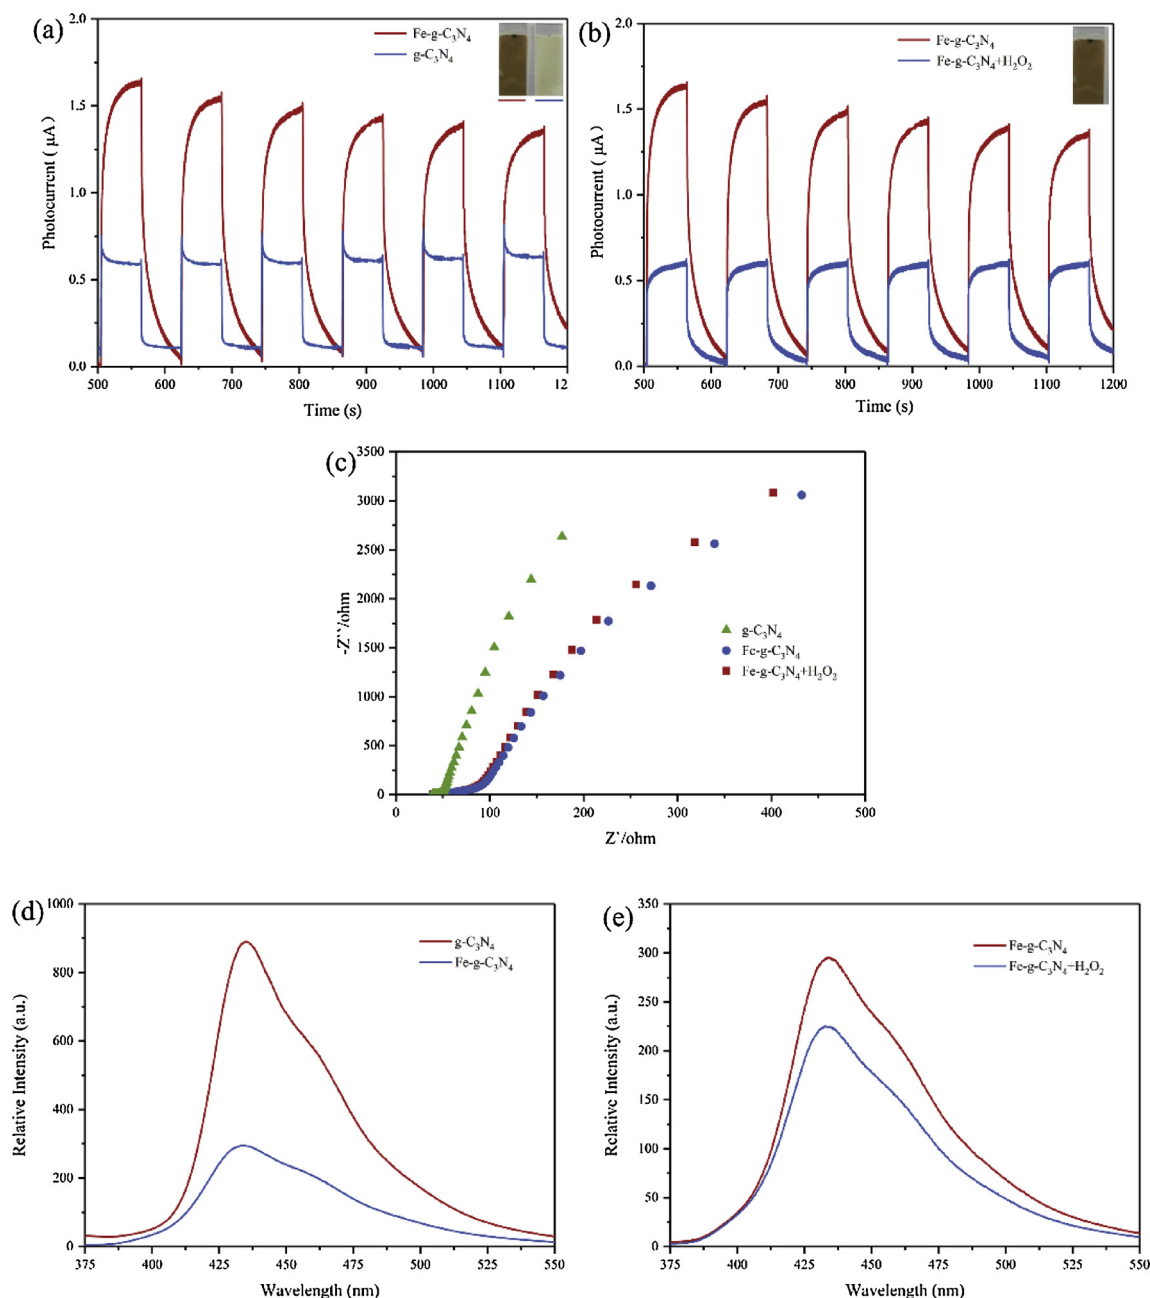 (a)
Photocurrent ( μA)
2.0
1.5
1.0
0.5
0.0
Fe-g-C₃N₄
g-C₃N₄
500 600 700 800 900 1000 1100 120
Time (s)
(b)
Photocurrent ( μA)
2.0
1.5
1.0
0.5
0.0
Fe-g-C₃N₄
Fe-g-C₃N₄+H₂O₂
500 600 700 800 900 1000 1100 1200
Time (s)
(c)
-Z``/ohm
3500
3000
2500
2000
1500
1000
500
0
g-C₃N₄
Fe-g-C₃N₄
Fe-g-C₃N₄+H₂O₂
0 100 200 300 400 500
Z`/ohm
(d)
Relative Intensity (a.u.)
1000
800
600
400
200
0
g-C₃N₄
Fe-g-C₃N₄
375 400 425 450 475 500 525 550
Wavelength (nm)
(e)
Relative Intensity (a.u.)
350
300
250
200
150
100
50
0
Fe-g-C₃N₄
Fe-g-C₃N₄+H₂O₂
375 400 425 450 475 500 525 550
Wavelength (nm)